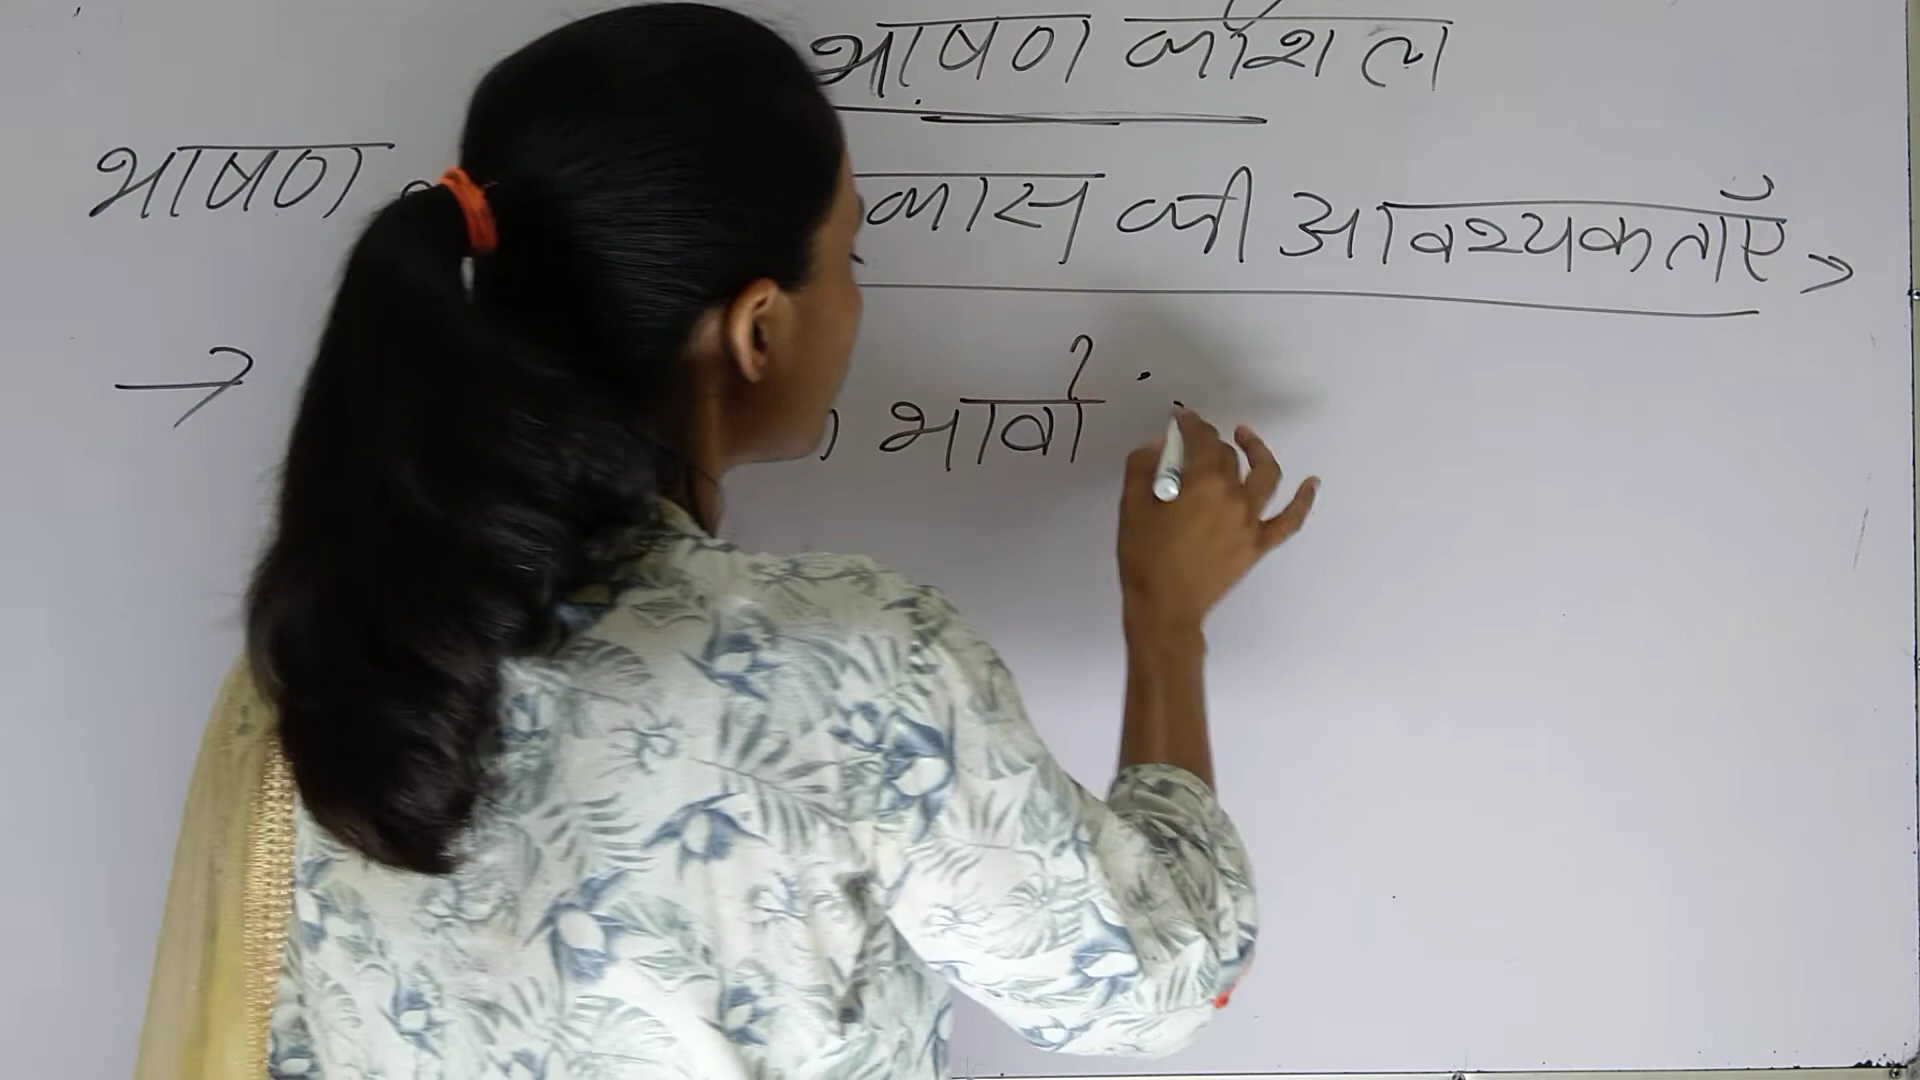 भाषण कौशल
भाषण की आवश्यकताएँ >
→ भावो